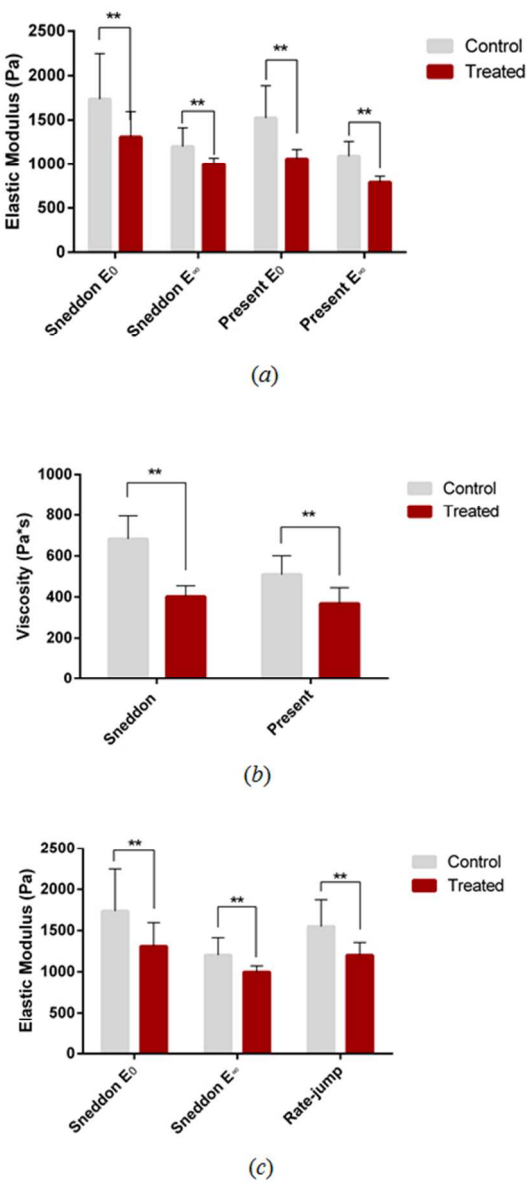 2500
2000
1500
1000
500
0
Elastic Modulus (Pa)
**
**
**
**
Control
Treated
Sneddon E0
Sneddon E∞
Present E0
Present E∞
(a)
1000
800
600
400
200
0
Viscosity (Pa*s)
**
**
Control
Treated
Sneddon
Present
(b)
2500
2000
1500
1000
500
0
Elastic Modulus (Pa)
**
**
**
Control
Treated
Sneddon E0
Sneddon E∞
Rate-jump
(c)